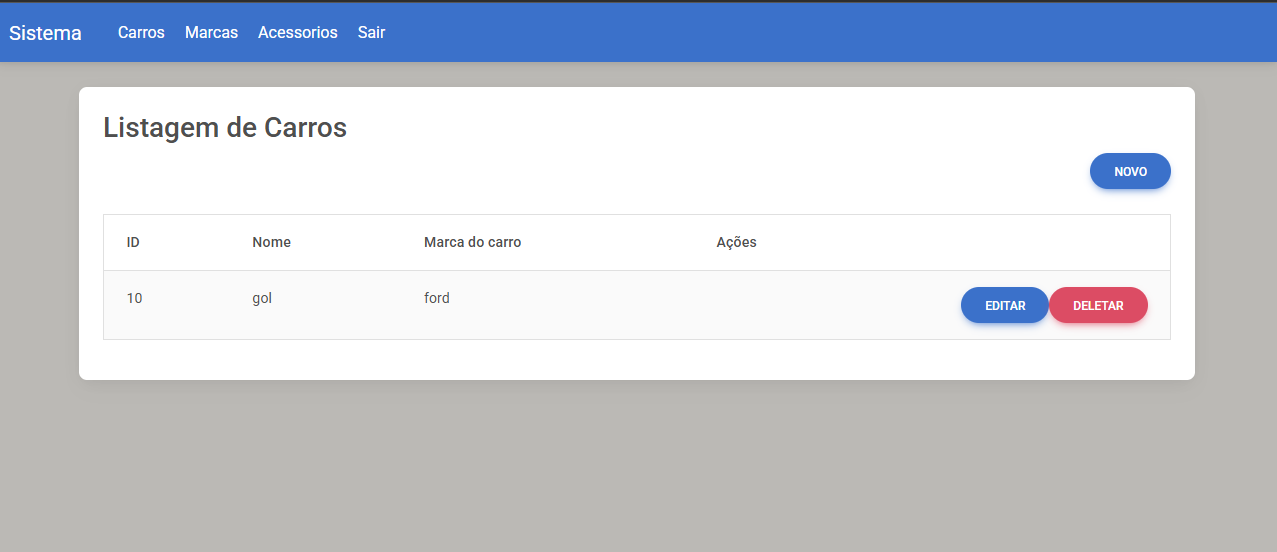 Sistema Carros Marcas Acessorios Sair
Listagem de Carros
NOVO
ID Nome Marca do carro Ações
10 gol ford EDITAR DELETAR